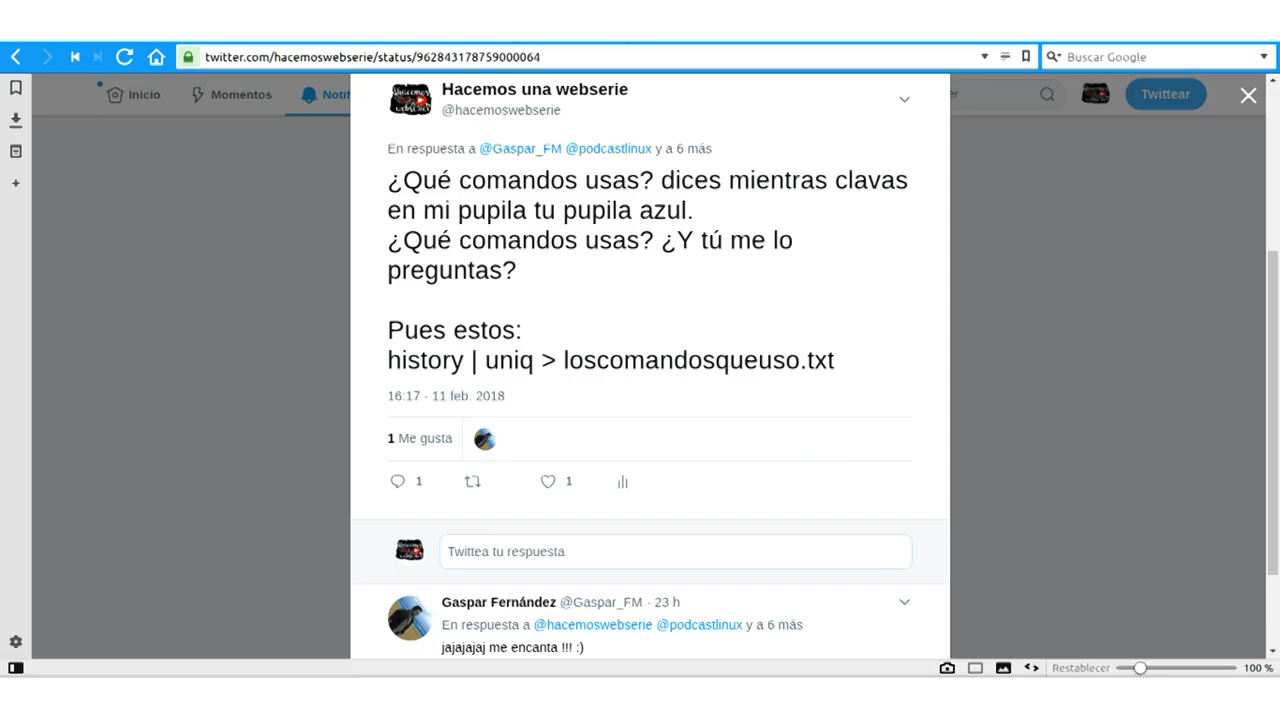 twitter.com/hacemoswebserie/status/962843178759000064
Buscar Google
Inicio
Momentos
Notif
er
Twittear
Hacemos una webserie
@hacemoswebserie
En respuesta a @Gaspar_FM @podcastlinux y a 6 más
¿Qué comandos usas? dices mientras clavas
en mi pupila tu pupila azul.
¿Qué comandos usas? ¿Y tú me lo
preguntas?
Pues estos:
history | uniq > loscomandosqueuso.txt
16:17 - 11 feb. 2018
1 Me gusta
1
1
Twittea tu respuesta
Gaspar Fernández @Gaspar_FM · 23 h
En respuesta a @hacemoswebserie @podcastlinux y a 6 más
jajajajaj me encanta !!! :)
Restablecer
100 %